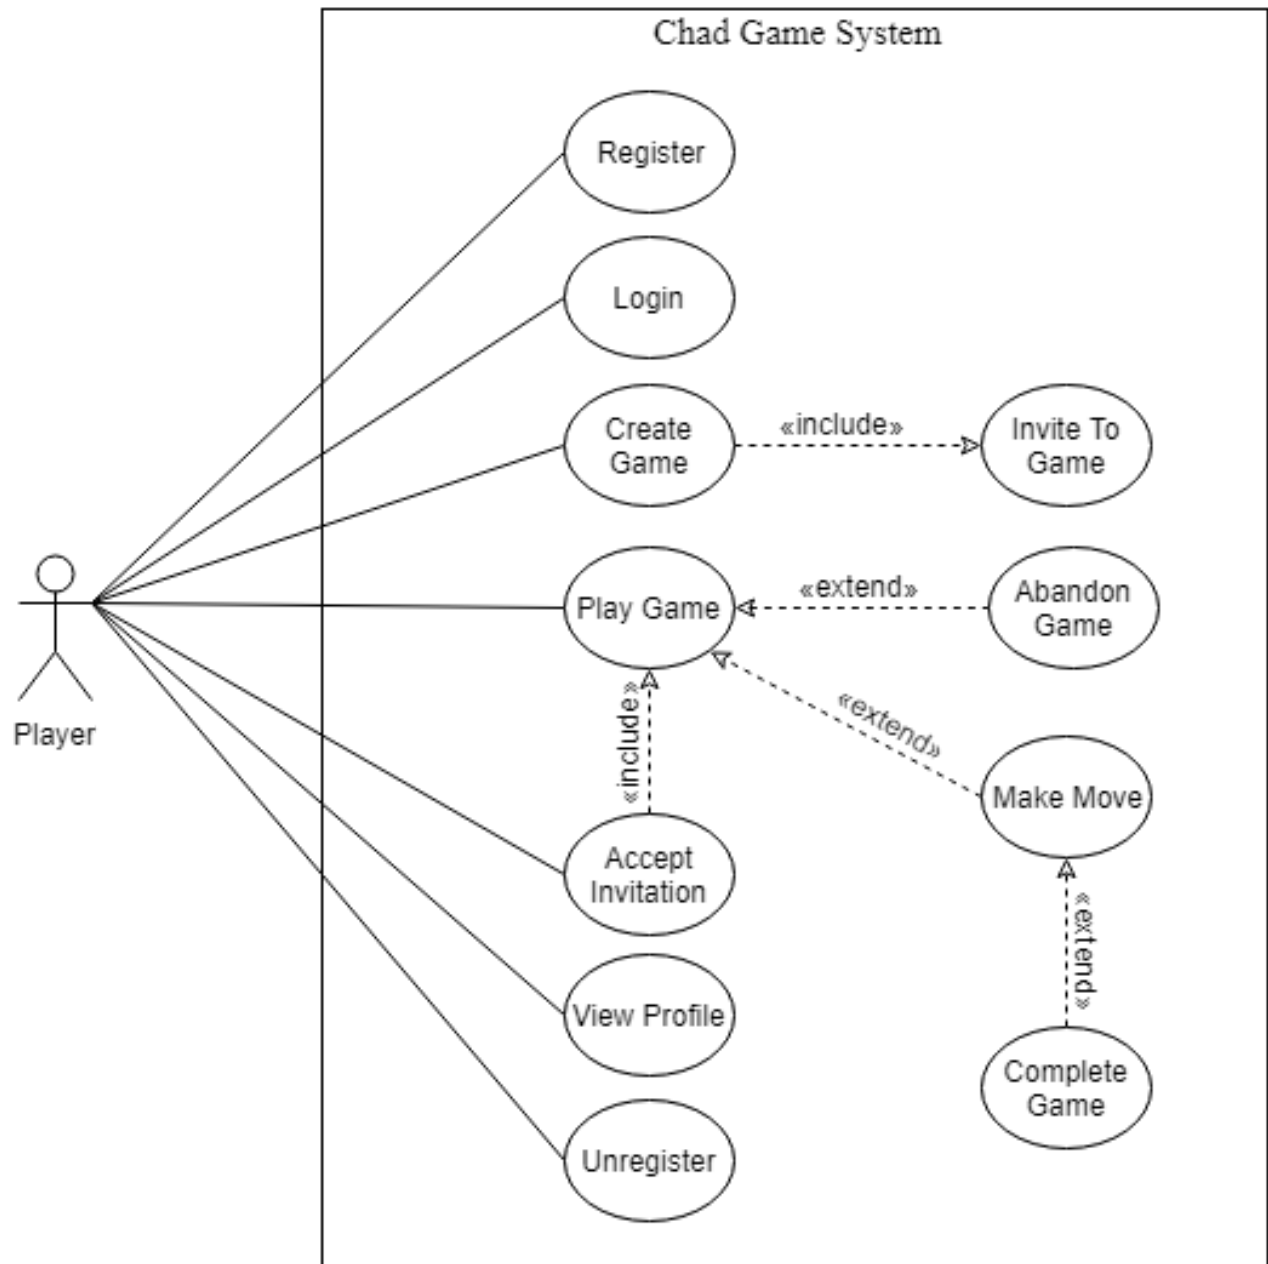 Chad Game System
Register
Login
Create
Game
«include»
Invite To
Game
Play Game
«extend»
Abandon
Game
Player
«include»
«extend»
Make Move
Accept
Invitation
«extend»
View Profile
Complete
Game
Unregister